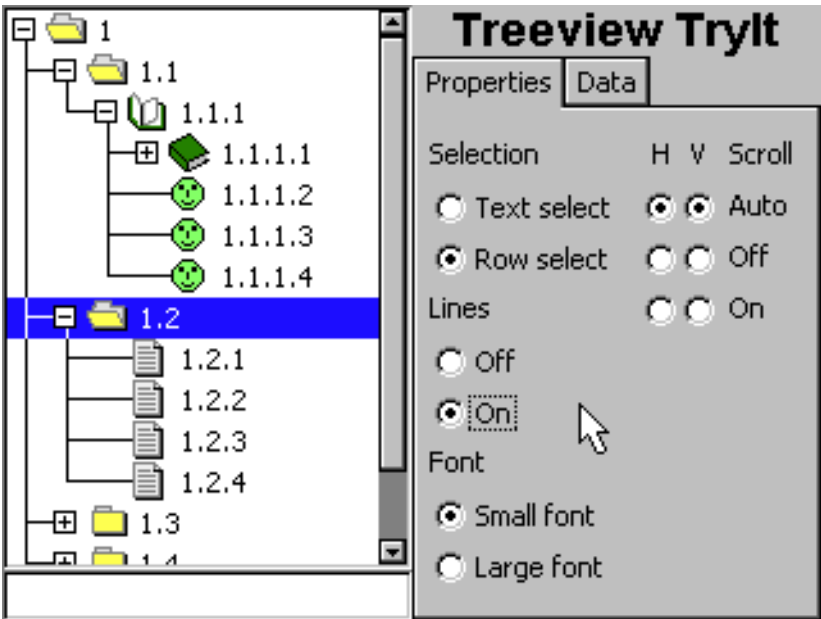 1
1.1
1.1.1
1.1.1.1
1.1.1.2
1.1.1.3
1.1.1.4
1.2
1.2.1
1.2.2
1.2.3
1.2.4
1.3
1.4
Treeview TryIt
Properties Data
Selection H V Scroll
Text select Auto
Row select Off
Lines On
Off
On
Font
Small font
Large font